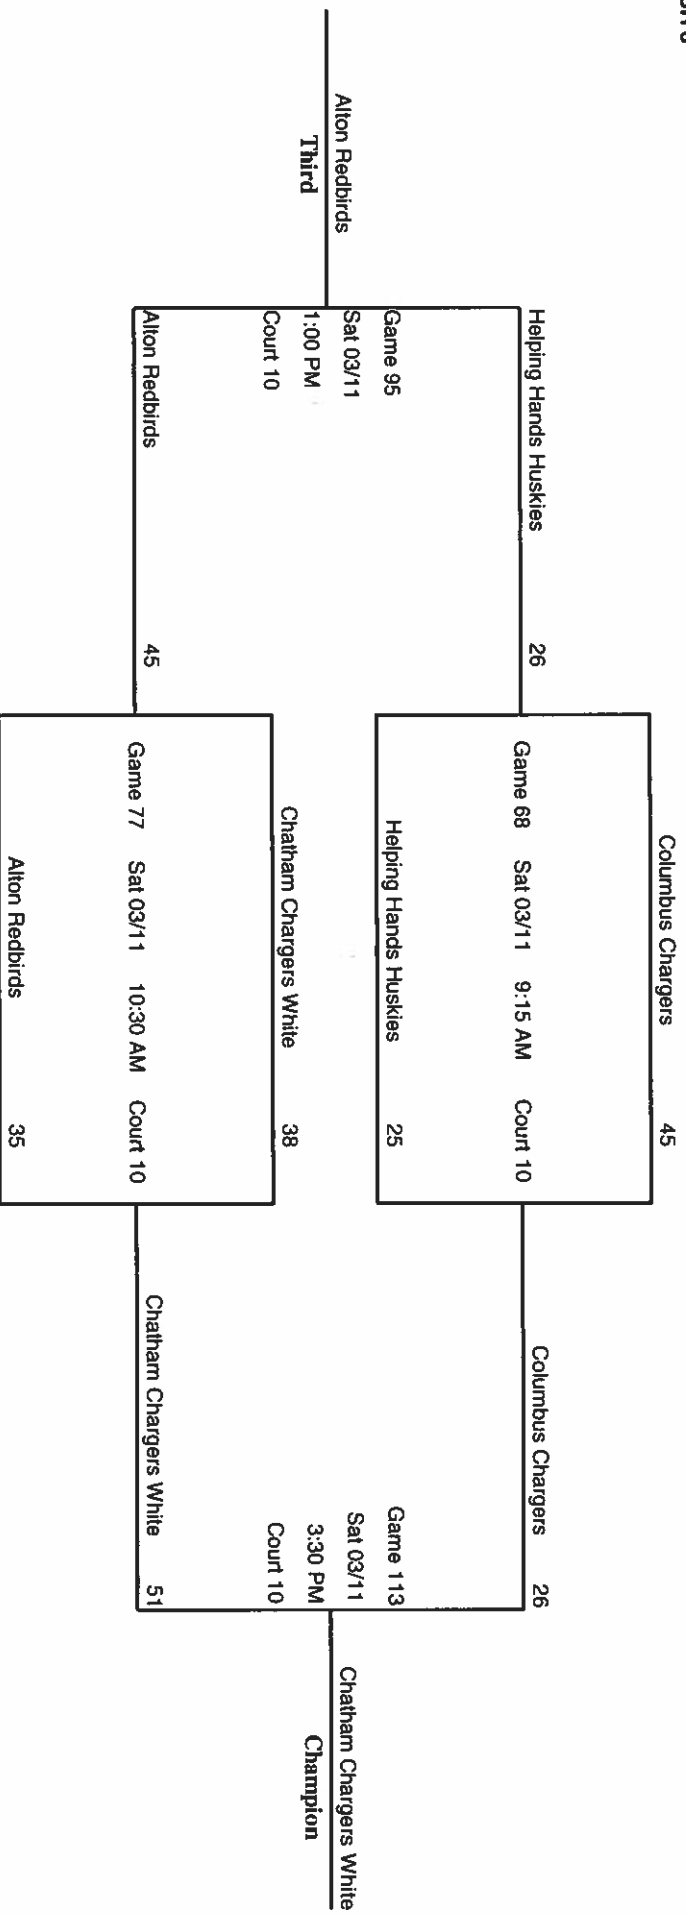 Columbus Chargers 45
Game 68 Sat 03/11 9:15 AM Court 10
Helping Hands Huskies 25
Chatham Chargers White 38
Game 77 Sat 03/11 10:30 AM Court 10
Alton Redbirds 35
Helping Hands Huskies 26
Game 95
Sat 03/11
1:00 PM
Court 10
Alton Redbirds 45
Alton Redbirds
Third
Columbus Chargers 26
Game 113
Sat 03/11
3:30 PM
Court 10
Chatham Chargers White 51
Chatham Chargers White
Champion